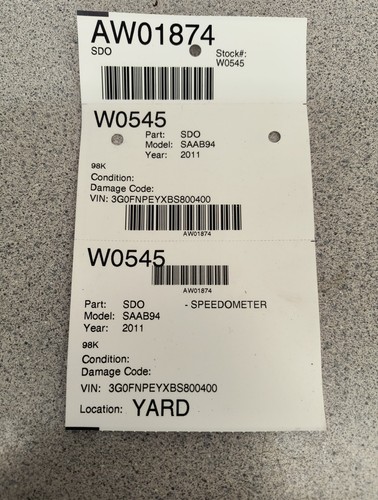 AW01874
SDO
Stock#:
W0545
W0545
Part: SDO
Model: SAAB94
Year: 2011
98K
Condition:
Damage Code:
VIN: 3G0FNPEYXBS800400
AW01874
W0545
AW01874
Part: SDO - SPEEDOMETER
Model: SAAB94
Year: 2011
98K
Condition:
Damage Code:
VIN: 3G0FNPEYXBS800400
Location: YARD